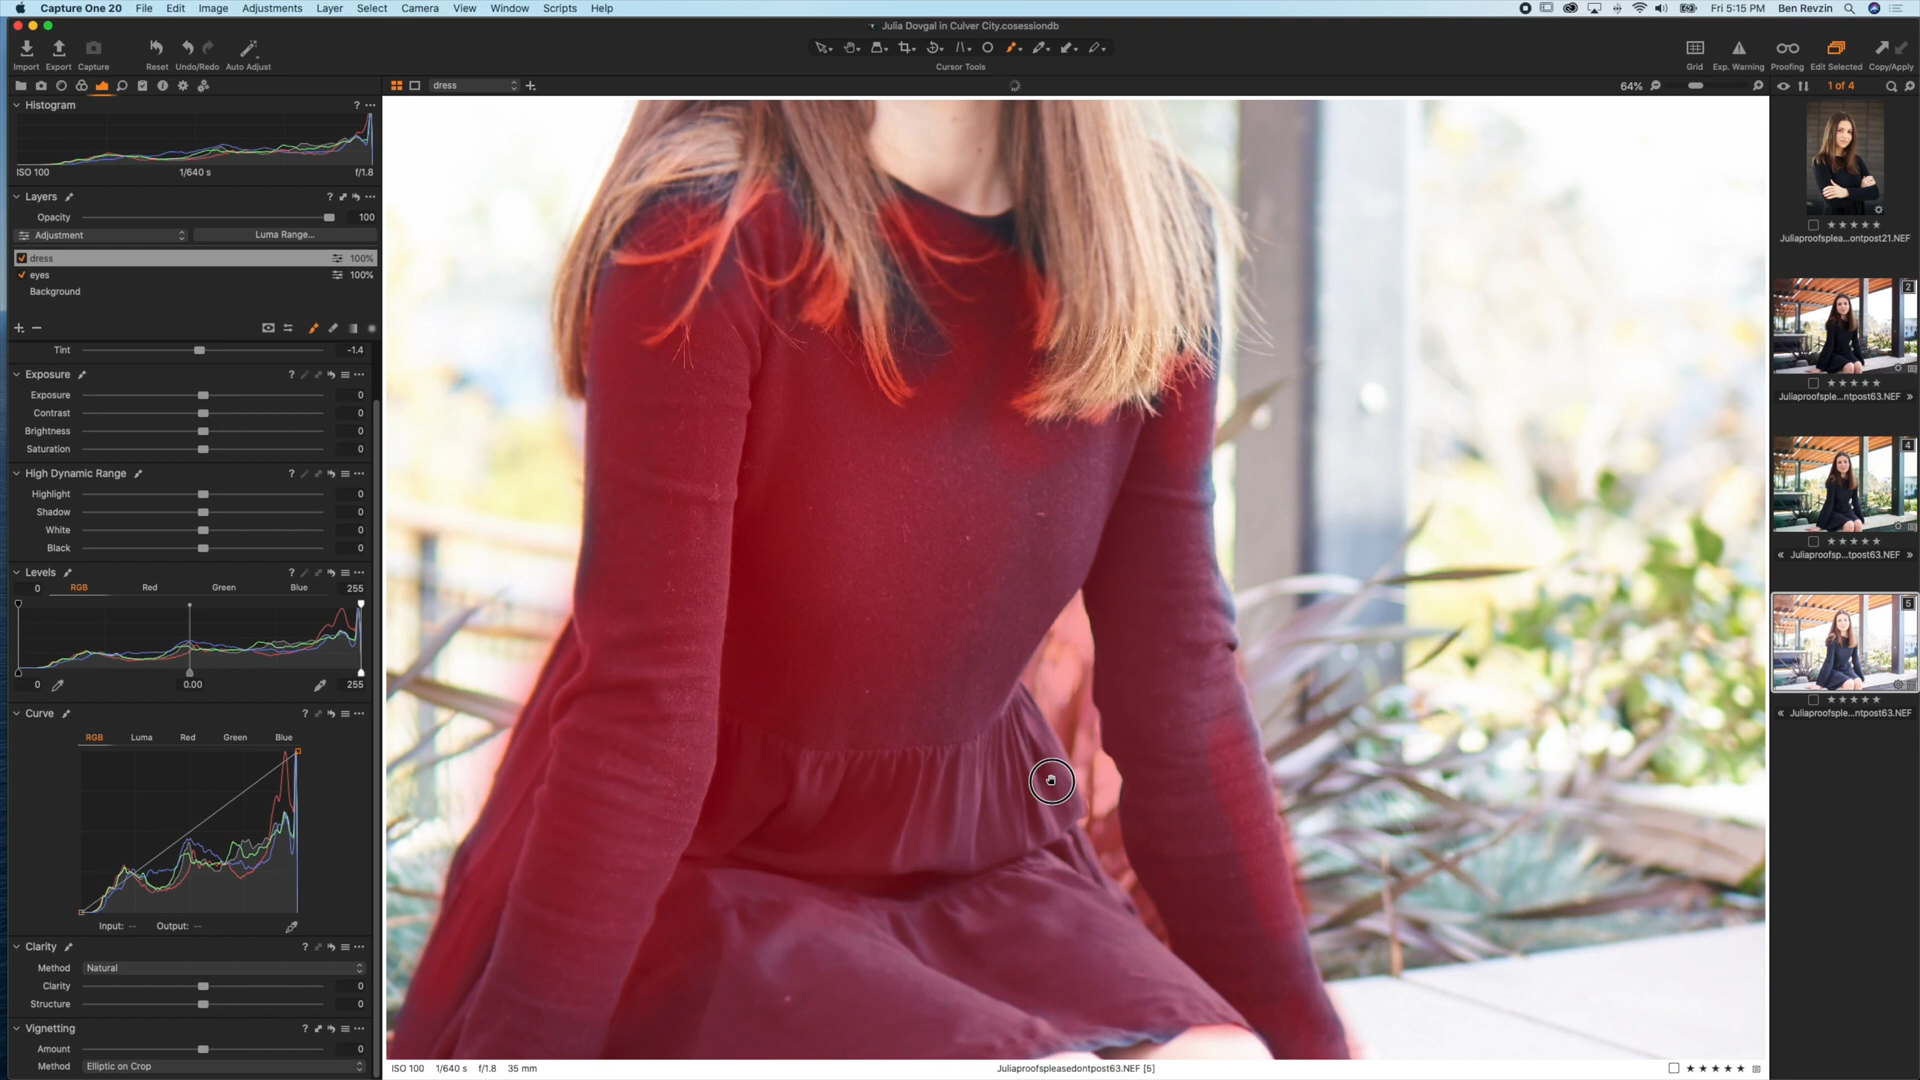 Capture One 20 File Edit Image Adjustments Layer Select Camera View Window Scripts Help
Fri 5:15 PM Ben Revzin
Julia Dovgal in Culver City.cosessiondb
Import Export Capture Reset Undo/Redo Auto Adjust
Cursor Tools
Grid Exp. Warning Proofing Edit Selected Copy/Apply
dress
64%
1 of 4
Histogram
ISO 100 1/640 s f/1.8
Layers
Opacity 100
Adjustment Luma Range...
dress 100%
eyes 100%
Background
Tint -1.4
Exposure
Exposure 0
Contrast 0
Brightness 0
Saturation 0
High Dynamic Range
Highlight 0
Shadow 0
White 0
Black 0
Levels
0 RGB Red Green Blue 255
0 0.00 255
Curve
RGB Luma Red Green Blue
Input: -- Output: --
Clarity
Method Natural
Clarity 0
Structure 0
Vignetting
Amount 0
Method Elliptic on Crop
ISO 100 1/640 s f/1.8 35 mm
Juliaproofspleasedontpost63.NEF [5]
Juliaproofsplea...ontpost21.NEF
2
Juliaproofsple...ntpost63.NEF »
4
« Juliaproofsp...tpost63.NEF »
5
« Juliaproofsple...ntpost63.NEF